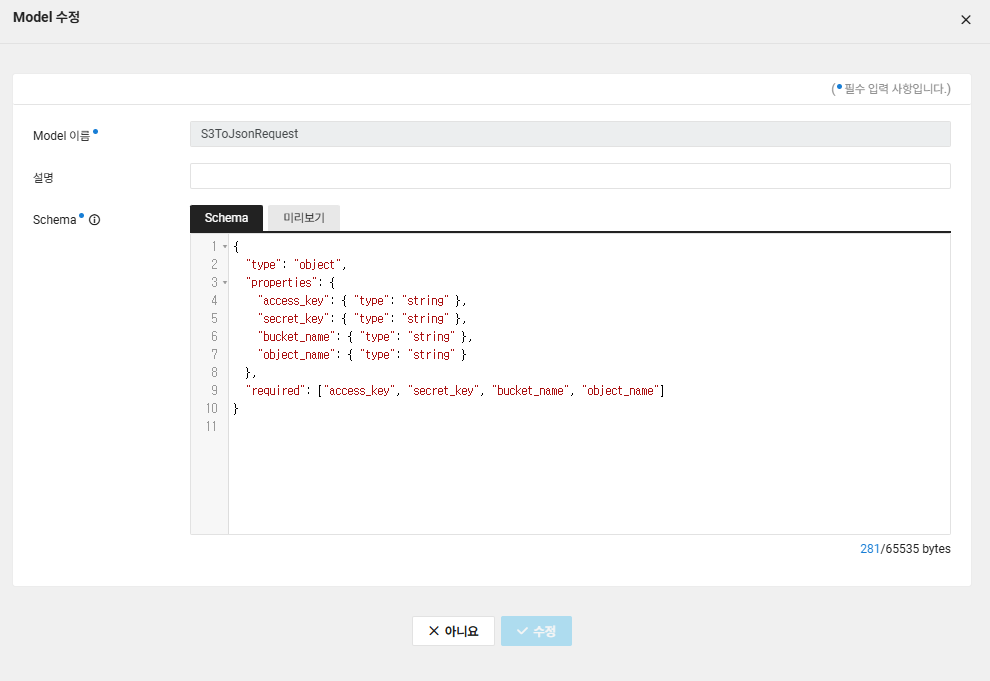 Model 수정
(• 필수 입력 사항입니다.)
Model 이름 •
S3ToJsonRequest
설명
Schema •
Schema 미리보기
1 {
2 "type": "object",
3 "properties": {
4 "access_key": { "type": "string" },
5 "secret_key": { "type": "string" },
6 "bucket_name": { "type": "string" },
7 "object_name": { "type": "string" }
8 },
9 "required": ["access_key", "secret_key", "bucket_name", "object_name"]
10 }
11
281/65535 bytes
아니요 수정